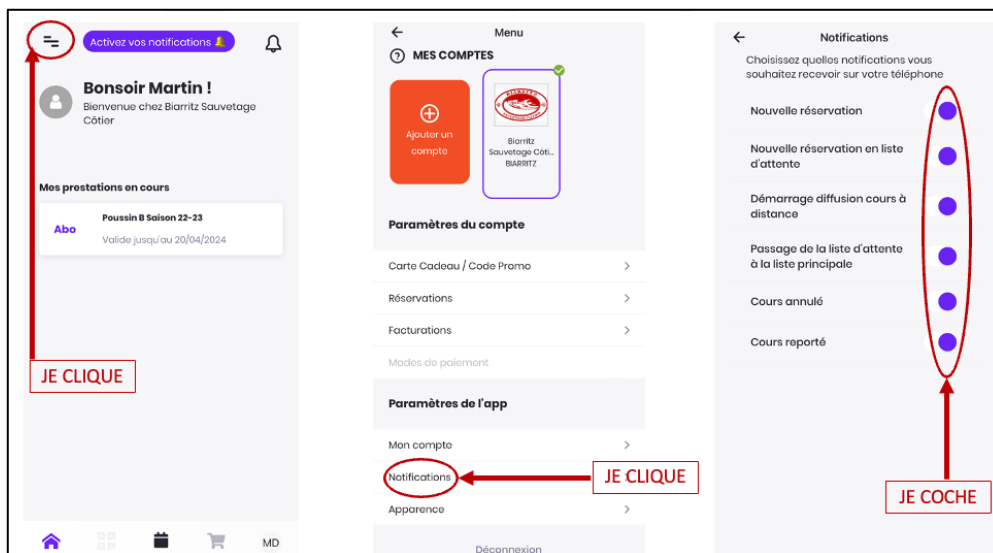 Activez vos notifications 🔔
Bonsoir Martin !
Bienvenue chez Biarritz Sauvetage
Côtier
Mes prestations en cours
Abo
Poussin B Saison 22-23
Valide jusqu'au 20/04/2024
JE CLIQUE
MD
Menu
? MES COMPTES
Ajouter un
compte
Biarritz
Sauvetage Côti...
BIARRITZ
Paramètres du compte
Carte Cadeau / Code Promo
Réservations
Facturations
Modes de paiement
Paramètres de l'app
Mon compte
Notifications
JE CLIQUE
Apparence
Déconnexion
Notifications
Choisissez quelles notifications vous
souhaitez recevoir sur votre téléphone
Nouvelle réservation
Nouvelle réservation en liste
d'attente
Démarrage diffusion cours à
distance
Passage de la liste d'attente
à la liste principale
Cours annulé
Cours reporté
JE COCHE